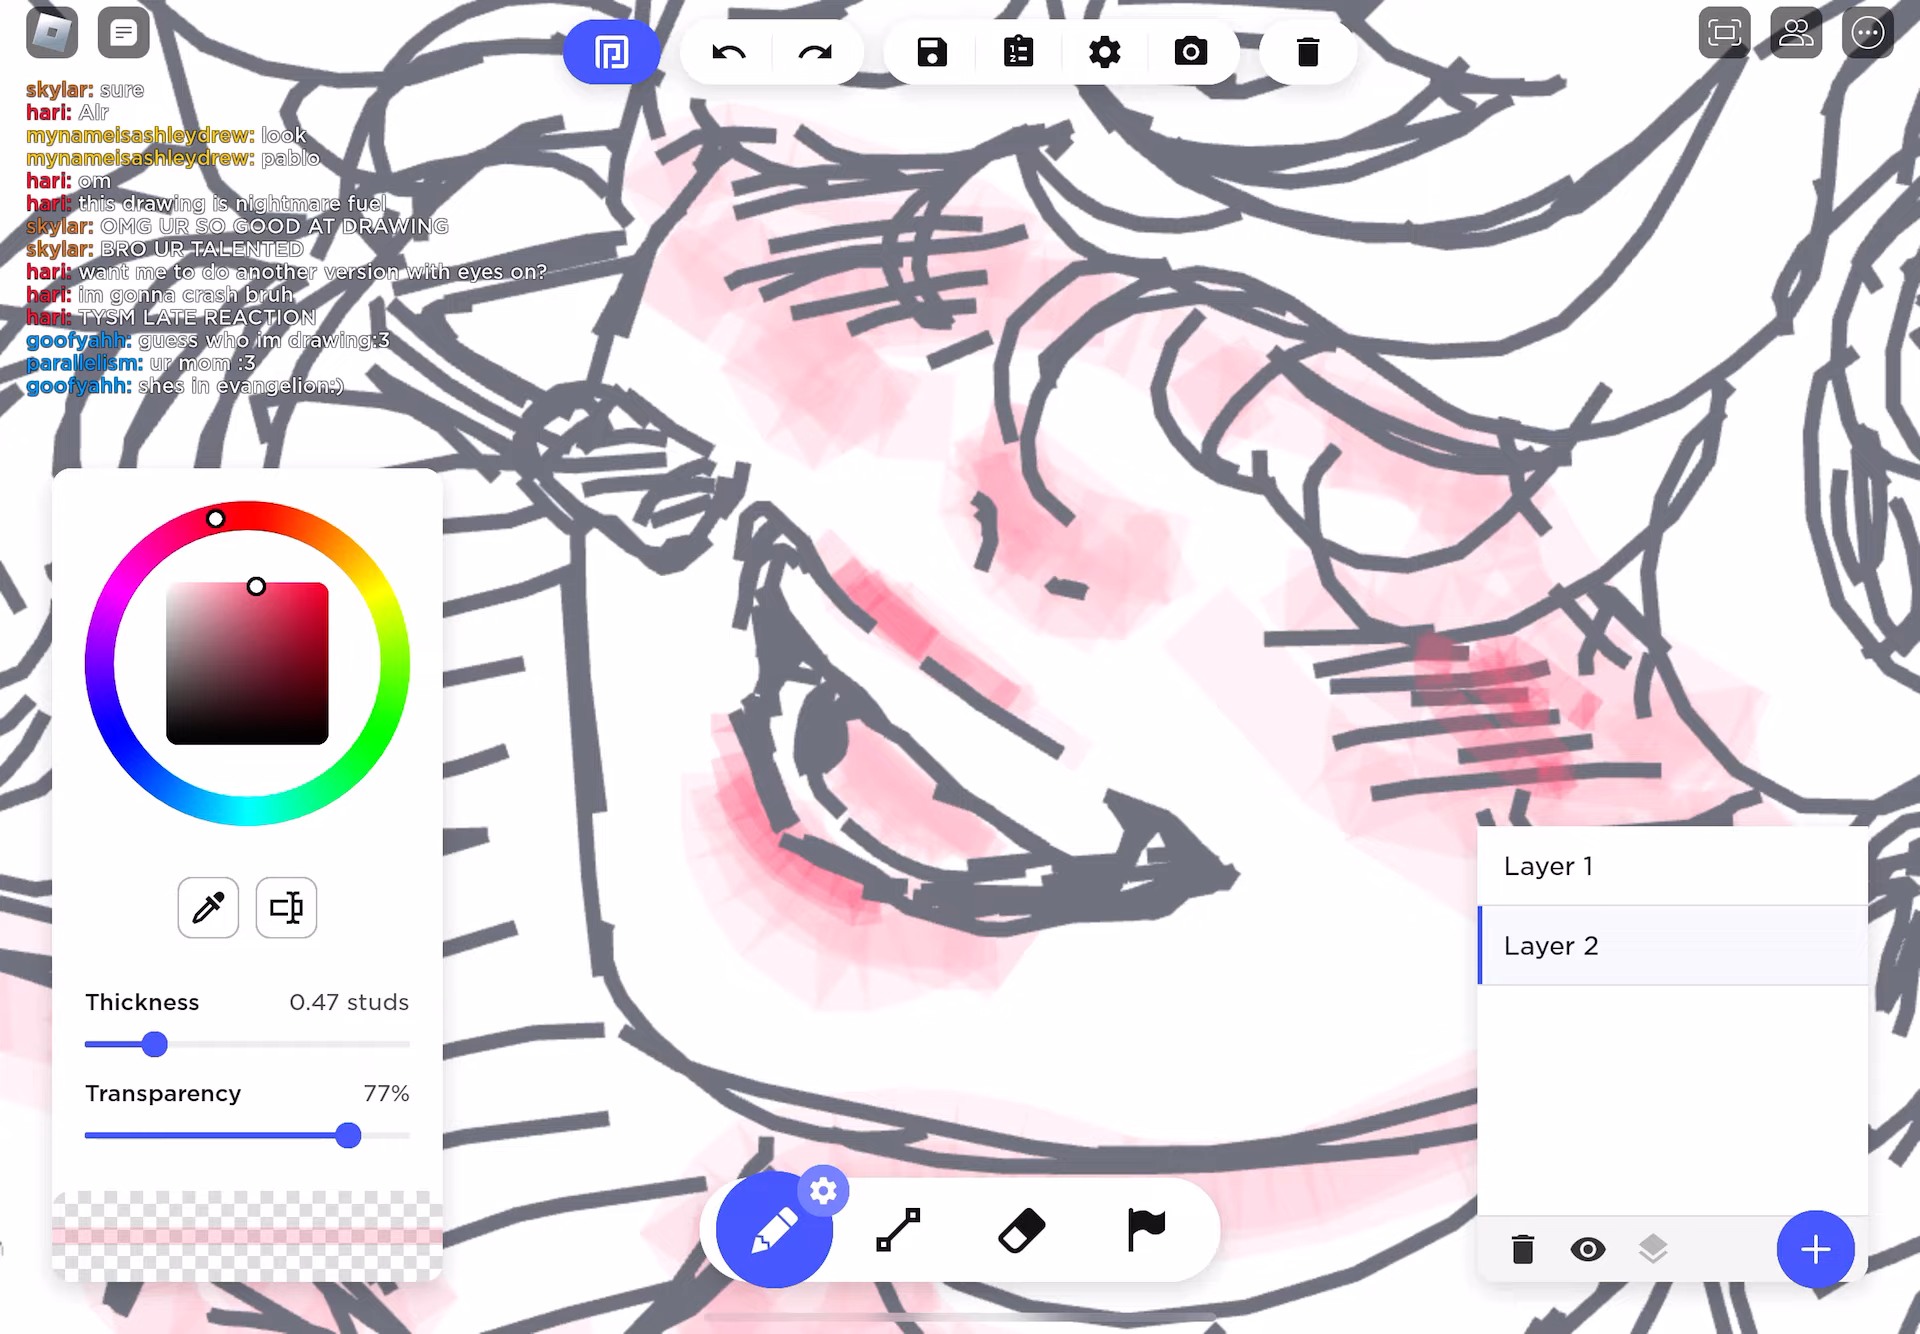 skylar: sure
hari: Alr
mynameisashleydrew: look
mynameisashleydrew: pablo
hari: om
hari: this drawing is nightmare fuel
skylar: OMG UR SO GOOD AT DRAWING
skylar: BRO UR TALENTED
hari: want me to do another version with eyes on?
hari: im gonna crash bruh
hari: TYSM LATE REACTION
goofyahh: guess who im drawing:3
parallelism: ur mom :3
goofyahh: shes in evangelion:)
Thickness 0.47 studs
Transparency 77%
Layer 1
Layer 2